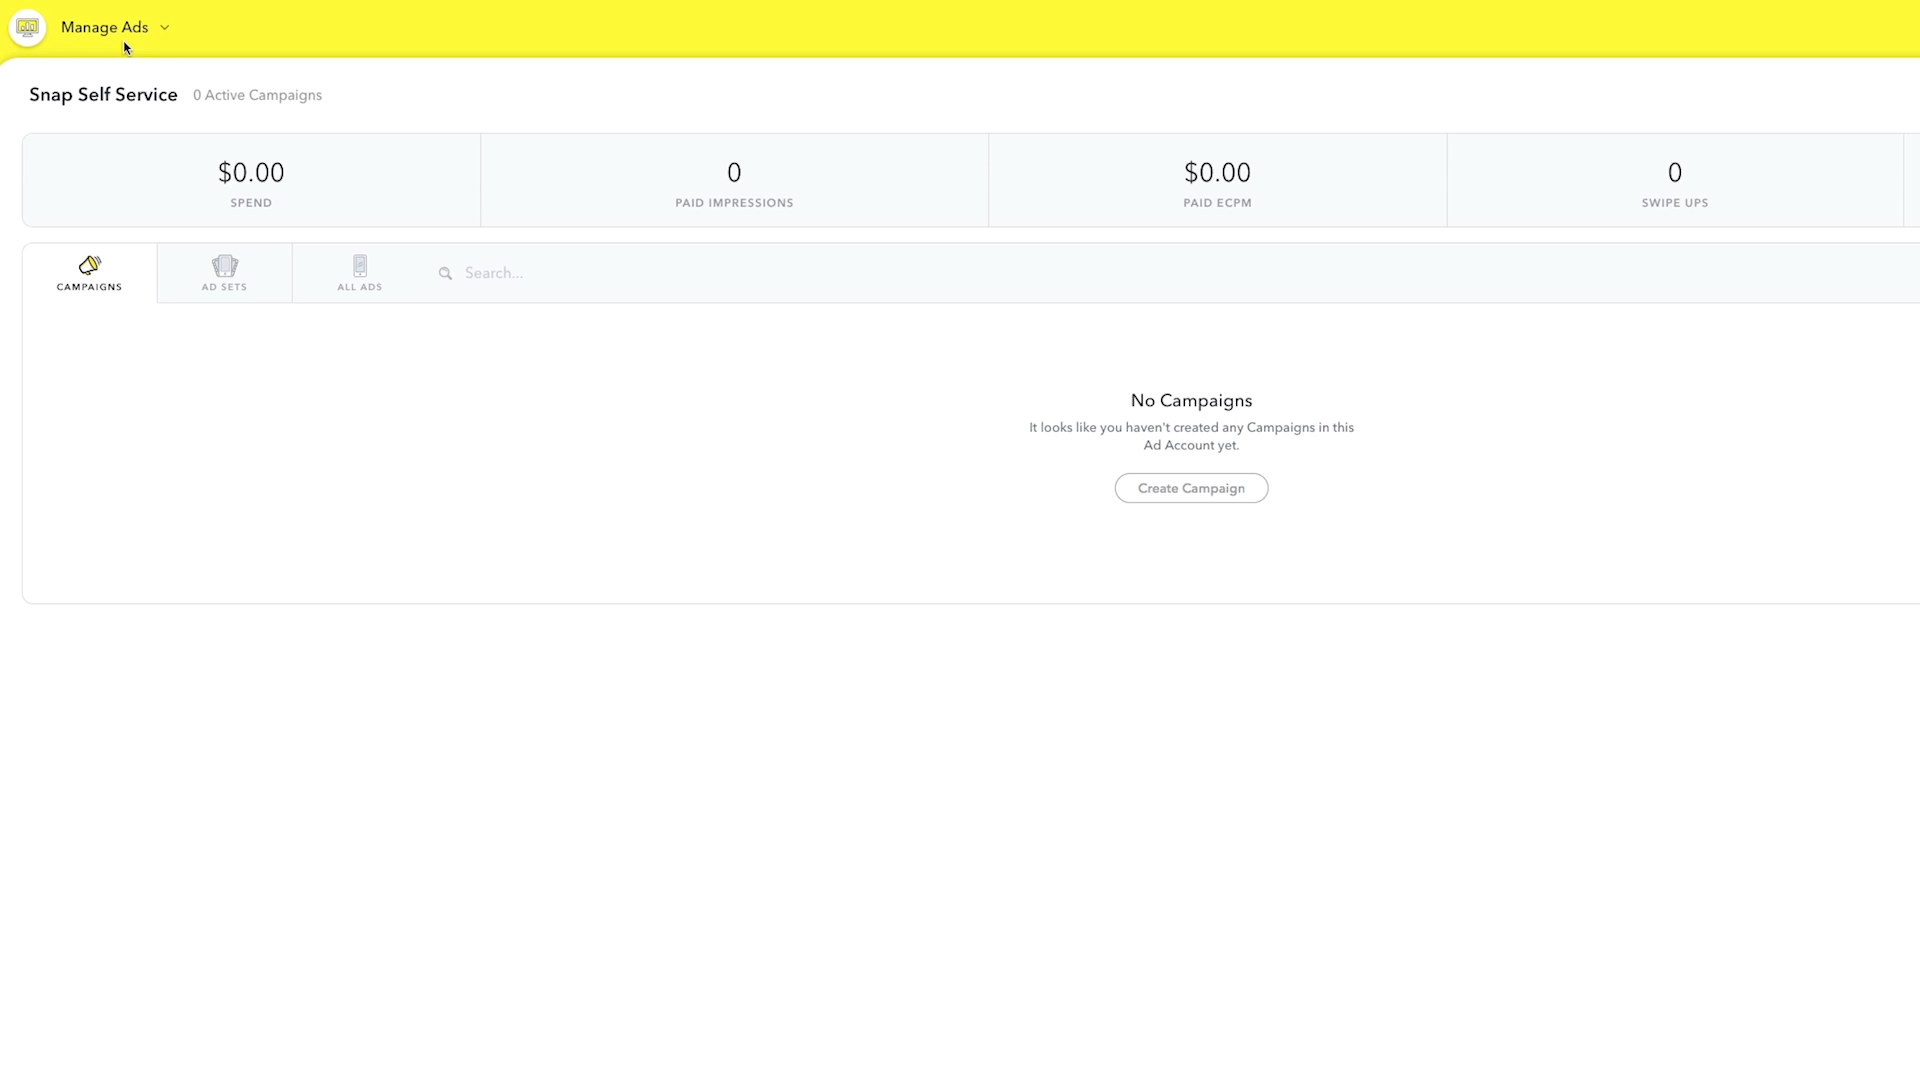 Manage Ads
Snap Self Service 0 Active Campaigns
$0.00 0 $0.00 0
SPEND PAID IMPRESSIONS PAID ECPM SWIPE UPS
CAMPAIGNS AD SETS ALL ADS Search...
No Campaigns
It looks like you haven't created any Campaigns in this
Ad Account yet.
Create Campaign